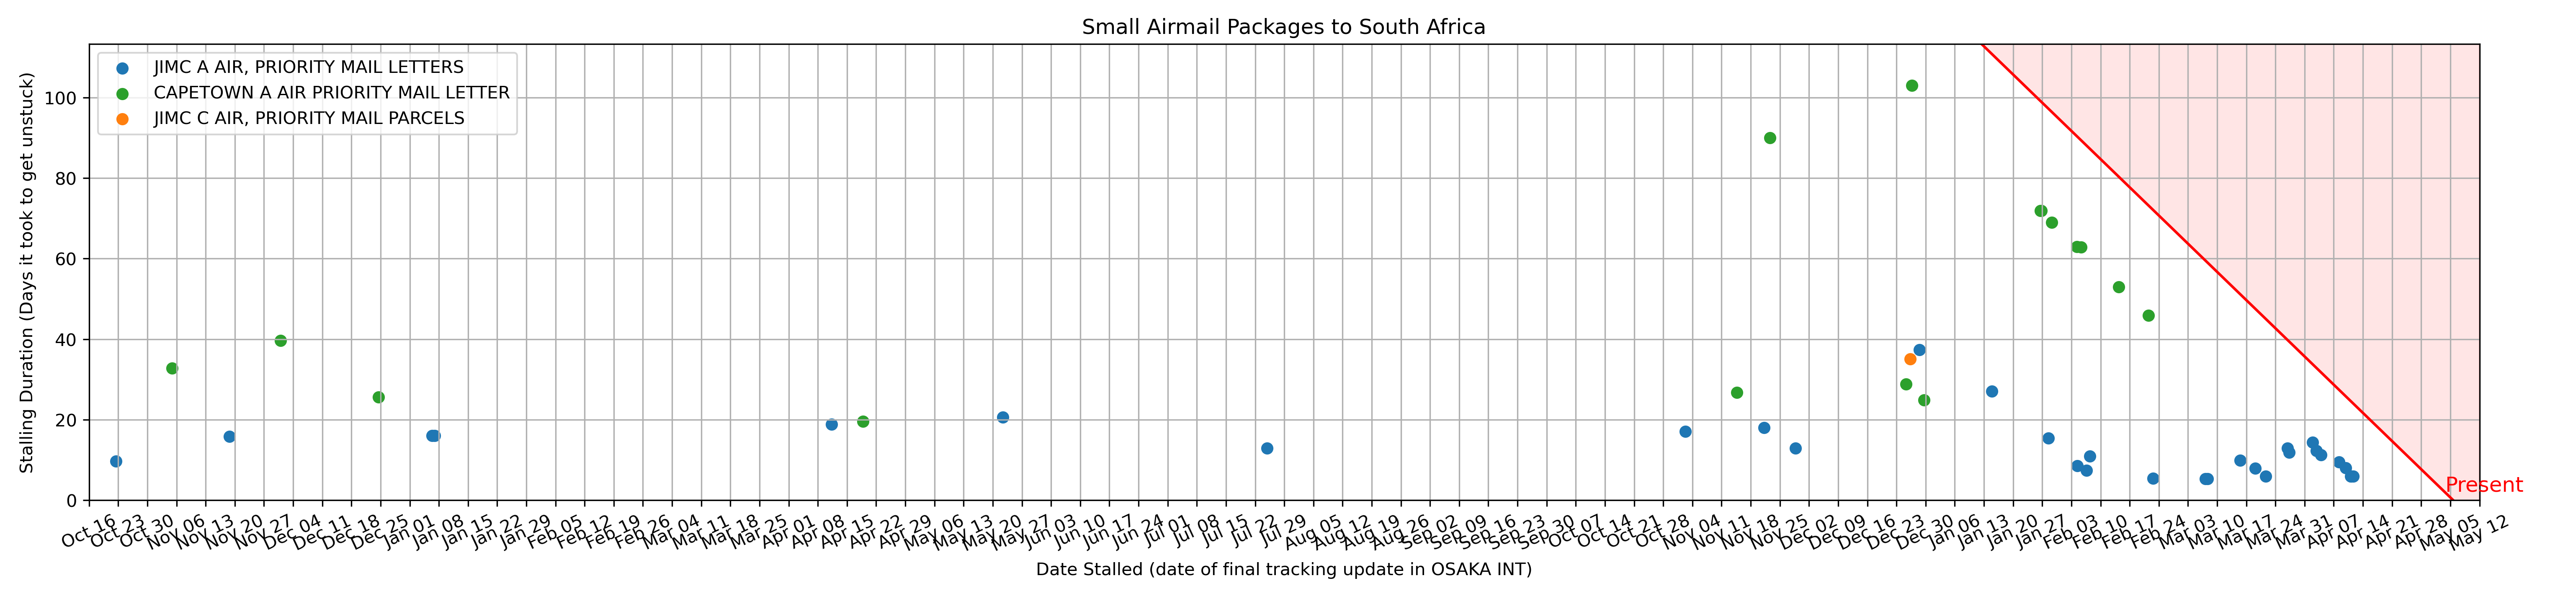 Small Airmail Packages to South Africa
JIMC A AIR, PRIORITY MAIL LETTERS
CAPETOWN A AIR PRIORITY MAIL LETTER
JIMC C AIR, PRIORITY MAIL PARCELS
Stalling Duration (Days it took to get unstuck)
100
80
60
40
20
0
Present
Oct 16
Oct 23
Oct 30
Nov 06
Nov 13
Nov 20
Nov 27
Dec 04
Dec 11
Dec 18
Dec 25
Jan 01
Jan 08
Jan 15
Jan 22
Jan 29
Feb 05
Feb 12
Feb 19
Feb 26
Mar 04
Mar 11
Mar 18
Mar 25
Apr 01
Apr 08
Apr 15
Apr 22
Apr 29
May 06
May 13
May 20
May 27
Jun 03
Jun 10
Jun 17
Jun 24
Jul 01
Jul 08
Jul 15
Jul 22
Jul 29
Aug 05
Aug 12
Aug 19
Aug 26
Sep 02
Sep 09
Sep 16
Sep 23
Sep 30
Oct 07
Oct 14
Oct 21
Oct 28
Nov 04
Nov 11
Nov 18
Nov 25
Dec 02
Dec 09
Dec 16
Dec 23
Dec 30
Jan 06
Jan 13
Jan 20
Jan 27
Feb 03
Feb 10
Feb 17
Feb 24
Mar 03
Mar 10
Mar 17
Mar 24
Mar 31
Apr 07
Apr 14
Apr 21
Apr 28
May 05
May 12
Date Stalled (date of final tracking update in OSAKA INT)